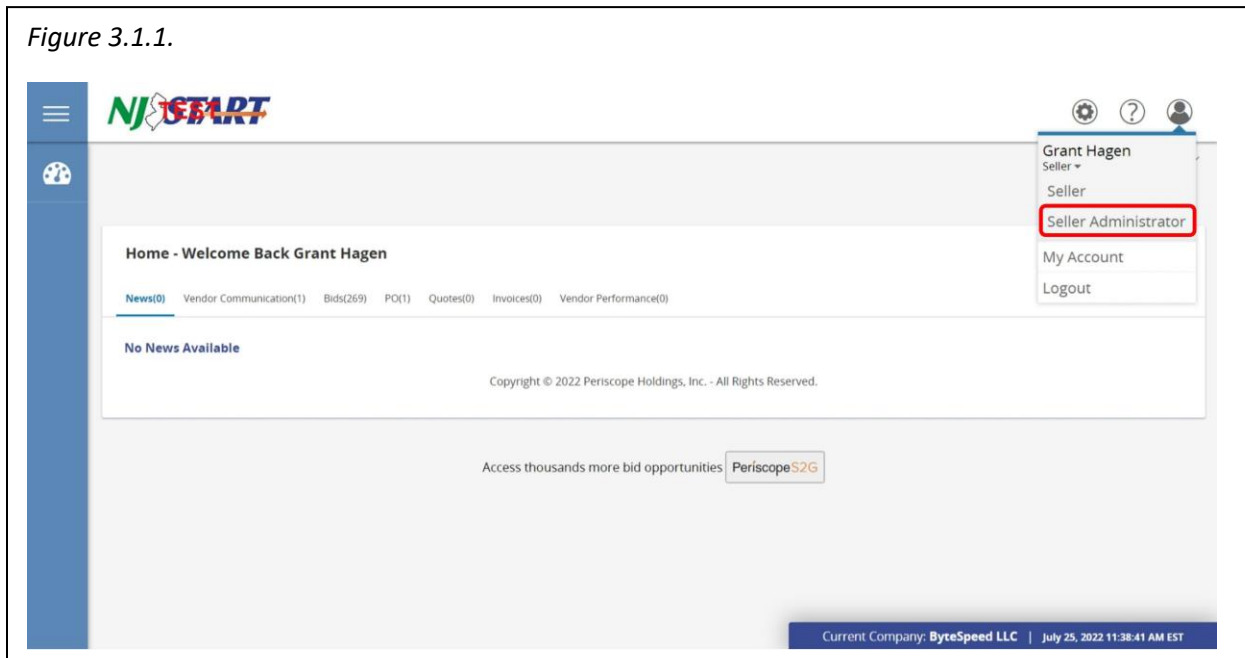 Figure 3.1.1.
NJ START
TEST
Grant Hagen
Seller
Seller
Seller Administrator
My Account
Logout
Home - Welcome Back Grant Hagen
News(0) Vendor Communication(1) Bids(269) PO(1) Quotes(0) Invoices(0) Vendor Performance(0)
No News Available
Copyright © 2022 Periscope Holdings, Inc. - All Rights Reserved.
Access thousands more bid opportunities PeriscopeS2G
Current Company: ByteSpeed LLC | July 25, 2022 11:38:41 AM EST